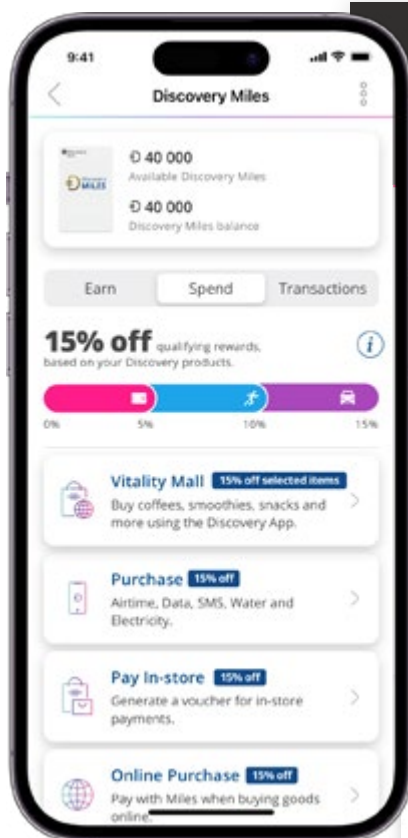 9:41
Discovery Miles
40 000
Available Discovery Miles
MILES
40 000
Discovery Miles balance
Earn Spend Transactions
15% off qualifying rewards,
based on your Discovery products.
0% 5% 10% 15%
Vitality Mall 15% off selected items
Buy coffees, smoothies, snacks and
more using the Discovery App.
Purchase 15% off
Airtime, Data, SMS, Water and
Electricity.
Pay In-store 15% off
Generate a voucher for in-store
payments.
Online Purchase 15% off
Pay with Miles when buying goods
online.